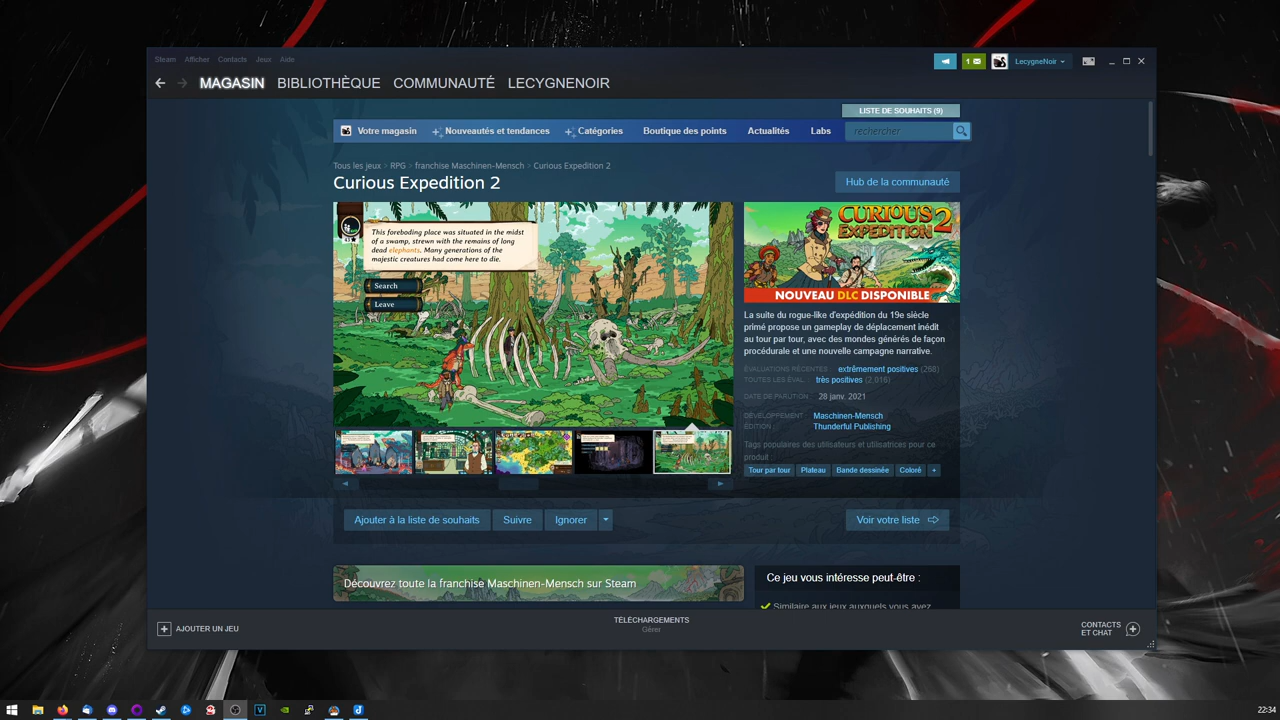 Steam Afficher Contacts Jeux Aide
1 LecygneNoir
MAGASIN BIBLIOTHÈQUE COMMUNAUTÉ LECYGNENOIR
LISTE DE SOUHAITS (9)
Votre magasin Nouveautés et tendances Catégories Boutique des points Actualités Labs rechercher
Tous les jeux > RPG > franchise Maschinen-Mensch > Curious Expedition 2
Curious Expedition 2
Hub de la communauté
This foreboding place was situated in the midst
of a swamp, strewn with the remains of long
dead elephants. Many generations of the
majestic creatures had come here to die.
Search
Leave
CURIOUS
EXPEDITION 2
NOUVEAU DLC DISPONIBLE
La suite du rogue-like d'expédition du 19e siècle
primé propose un gameplay de déplacement inédit
au tour par tour, avec des mondes générés de façon
procédurale et une nouvelle campagne narrative.
ÉVALUATIONS RÉCENTES : extrêmement positives (268)
TOUTES LES ÉVAL. : très positives (2,016)
DATE DE PARUTION : 28 janv. 2021
DÉVELOPPEMENT : Maschinen-Mensch
ÉDITION : Thunderful Publishing
Tags populaires des utilisateurs et utilisatrices pour ce
produit :
Tour par tour Plateau Bande dessinée Coloré +
Ajouter à la liste de souhaits Suivre Ignorer Voir votre liste
Découvrez toute la franchise Maschinen-Mensch sur Steam
Ce jeu vous intéresse peut-être :
Similaire aux jeux auxquels vous avez
AJOUTER UN JEU
TÉLÉCHARGEMENTS
Gérer
CONTACTS
ET CHAT
22:34